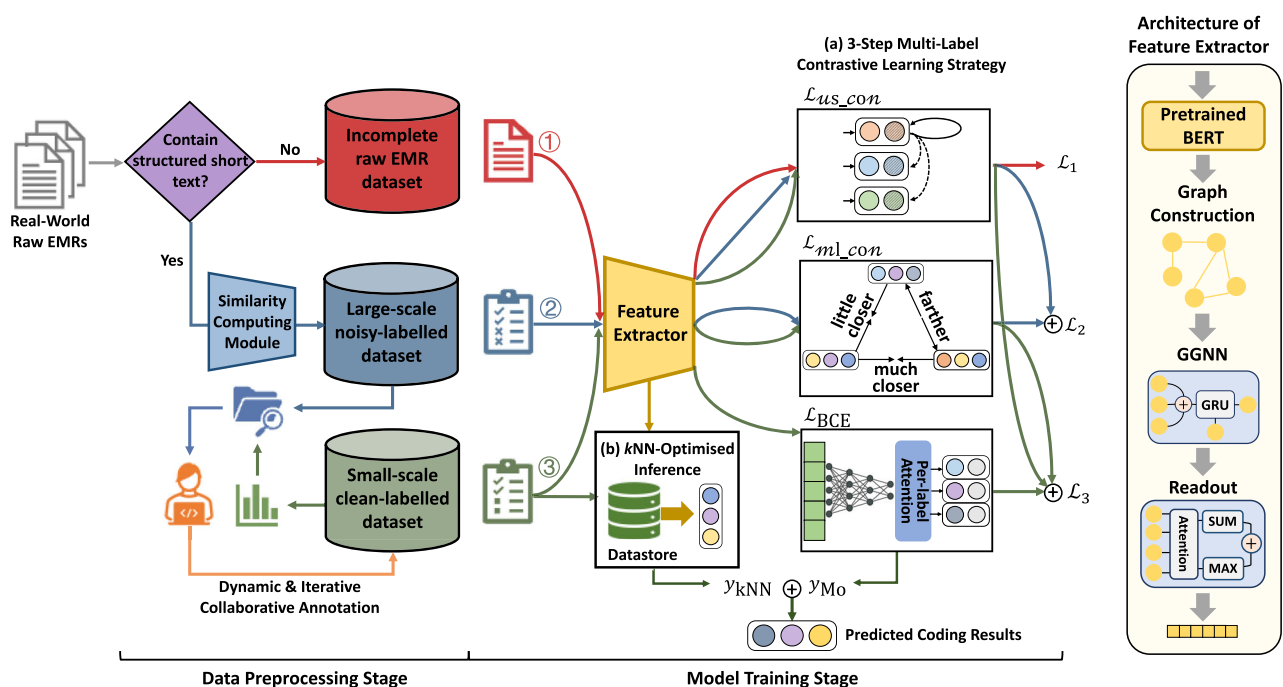 Real-World
Raw EMRs
Contain
structured short
text?
No
Yes
Incomplete
raw EMR
dataset
Similarity
Computing
Module
Large-scale
noisy-labelled
dataset
Small-scale
clean-labelled
dataset
Dynamic & Iterative
Collaborative Annotation
Data Preprocessing Stage
①
②
③
Feature
Extractor
(b) kNN-Optimised
Inference
Datastore
(a) 3-Step Multi-Label
Contrastive Learning Strategy
ℒus_con
ℒml_con
little
closer
farther
much
closer
ℒBCE
Per-label
Attention
ℒ1
ℒ2
ℒ3
ykNN + yMo
Predicted Coding Results
Model Training Stage
Architecture of
Feature Extractor
Pretrained
BERT
Graph
Construction
GGNN
+
GRU
Readout
Attention
SUM
MAX
+